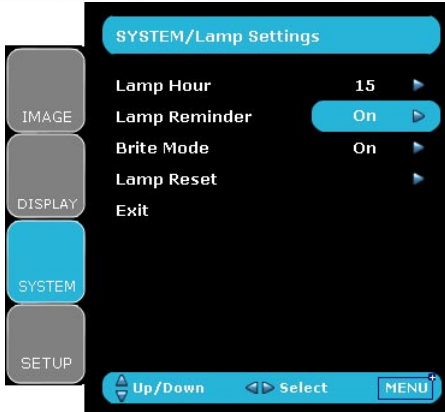 SYSTEM/Lamp Settings
Lamp Hour 15
Lamp Reminder On
Brite Mode On
Lamp Reset
Exit
IMAGE
DISPLAY
SYSTEM
SETUP
Up/Down Select MENU